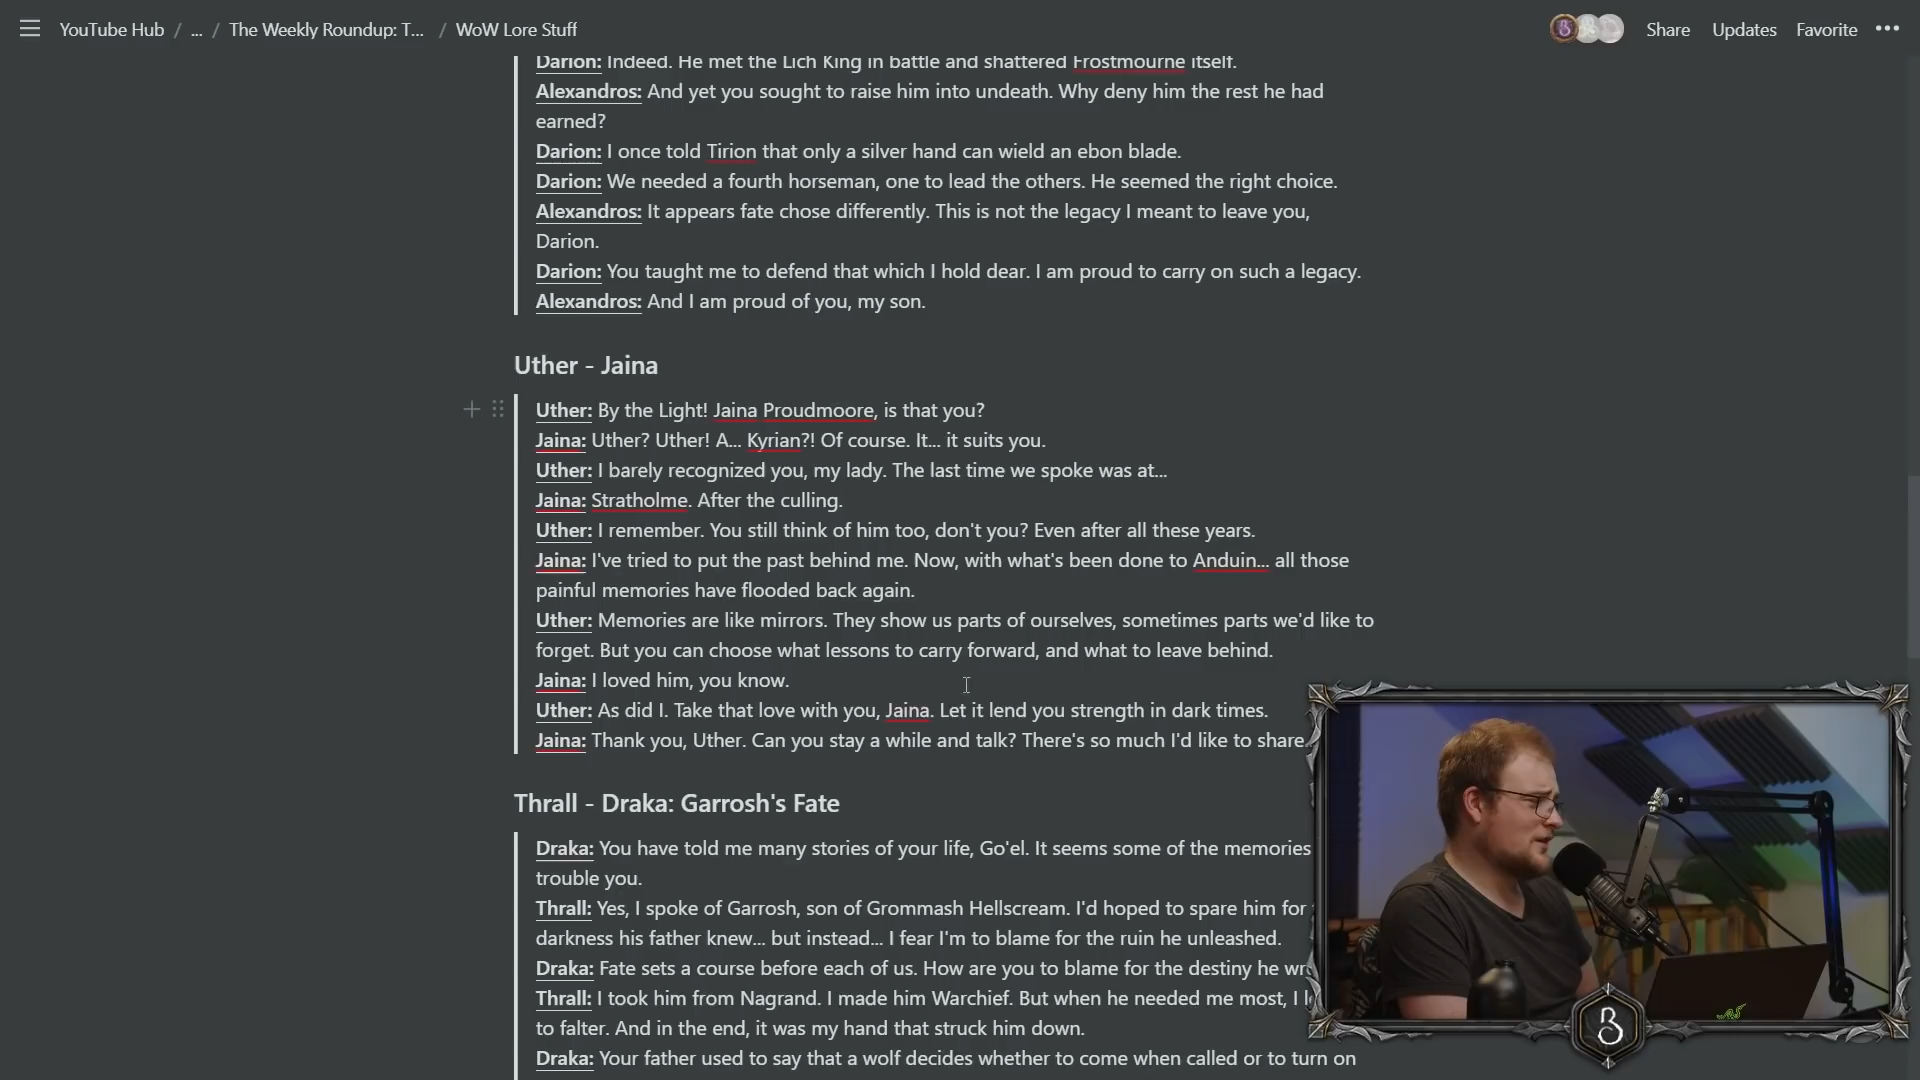 YouTube Hub / ... / The Weekly Roundup: T... / WoW Lore Stuff
Share Updates Favorite •••
Darion: Indeed. He met the Lich King in battle and shattered Frostmourne itself.
Alexandros: And yet you sought to raise him into undeath. Why deny him the rest he had
earned?
Darion: I once told Tirion that only a silver hand can wield an ebon blade.
Darion: We needed a fourth horseman, one to lead the others. He seemed the right choice.
Alexandros: It appears fate chose differently. This is not the legacy I meant to leave you,
Darion.
Darion: You taught me to defend that which I hold dear. I am proud to carry on such a legacy.
Alexandros: And I am proud of you, my son.
Uther - Jaina
Uther: By the Light! Jaina Proudmoore, is that you?
Jaina: Uther? Uther! A... Kyrian?! Of course. It... it suits you.
Uther: I barely recognized you, my lady. The last time we spoke was at...
Jaina: Stratholme. After the culling.
Uther: I remember. You still think of him too, don't you? Even after all these years.
Jaina: I've tried to put the past behind me. Now, with what's been done to Anduin... all those
painful memories have flooded back again.
Uther: Memories are like mirrors. They show us parts of ourselves, sometimes parts we'd like to
forget. But you can choose what lessons to carry forward, and what to leave behind.
Jaina: I loved him, you know.
Uther: As did I. Take that love with you, Jaina. Let it lend you strength in dark times.
Jaina: Thank you, Uther. Can you stay a while and talk? There's so much I'd like to share.
Thrall - Draka: Garrosh's Fate
Draka: You have told me many stories of your life, Go'el. It seems some of the memories
trouble you.
Thrall: Yes, I spoke of Garrosh, son of Grommash Hellscream. I'd hoped to spare him for
darkness his father knew... but instead... I fear I'm to blame for the ruin he unleashed.
Draka: Fate sets a course before each of us. How are you to blame for the destiny he
Thrall: I took him from Nagrand. I made him Warchief. But when he needed me most, I
to falter. And in the end, it was my hand that struck him down.
Draka: Your father used to say that a wolf decides whether to come when called or to turn on
B